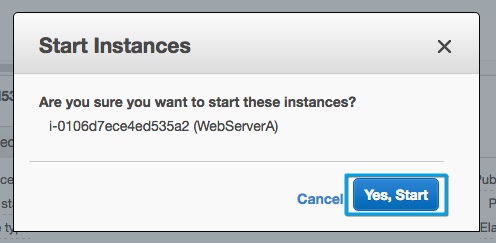 Start Instances
Are you sure you want to start these instances?
i-0106d7ece4ed535a2 (WebServerA)
Cancel
Yes, Start